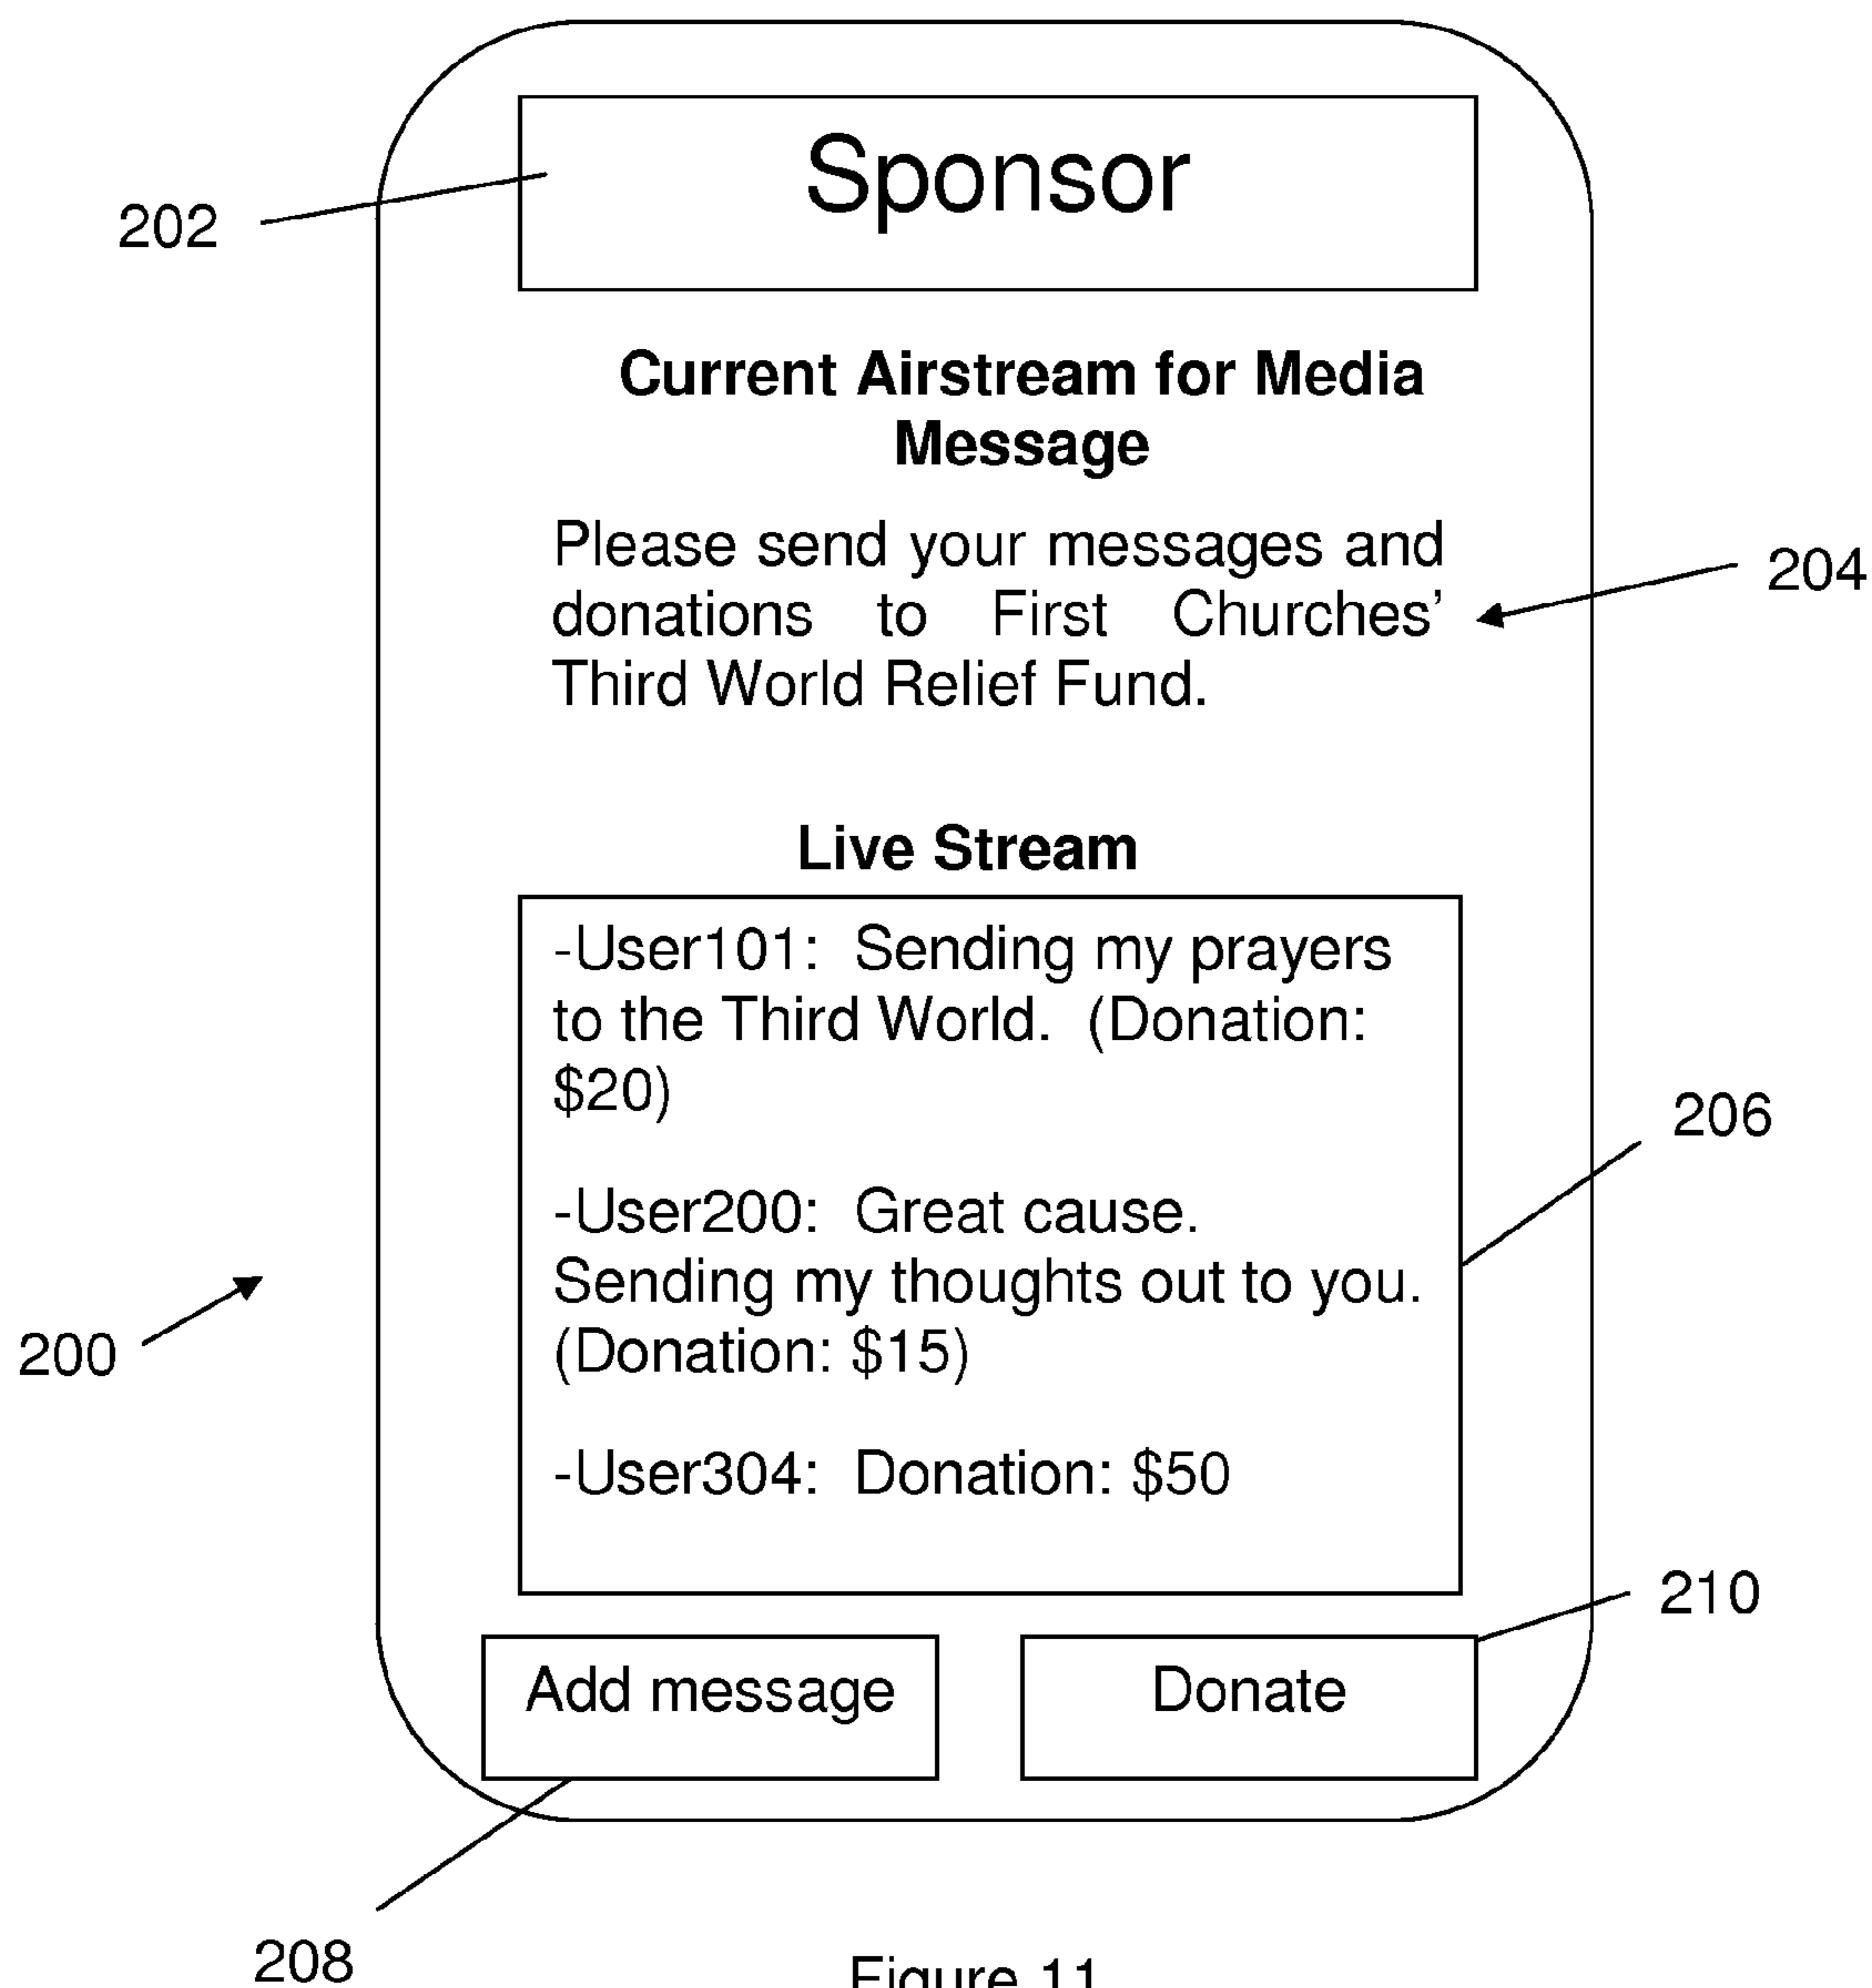 Sponsor
202
Current Airstream for Media
Message
Please send your messages and
donations to First Churches’
Third World Relief Fund.
204
Live Stream
-User101:  Sending my prayers
to the Third World.  (Donation:
$20)
206
-User200:  Great cause.
Sending my thoughts out to you.
(Donation: $15)
200
-User304:  Donation: $50
210
Add message
Donate
208
Figure 11